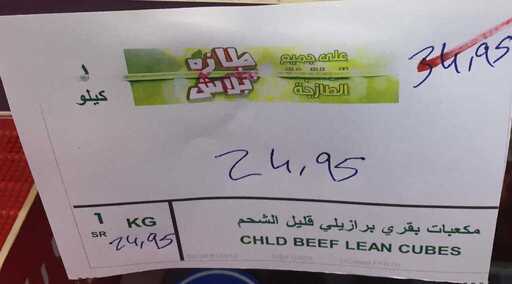 على جميع
طازه
34,95
الطازجة
بلاش
كيلو
24,95
1
KG
مكعبات بقري برازيلي قليل الشحم
SR
24,95
CHLD BEEF LEAN CUBES